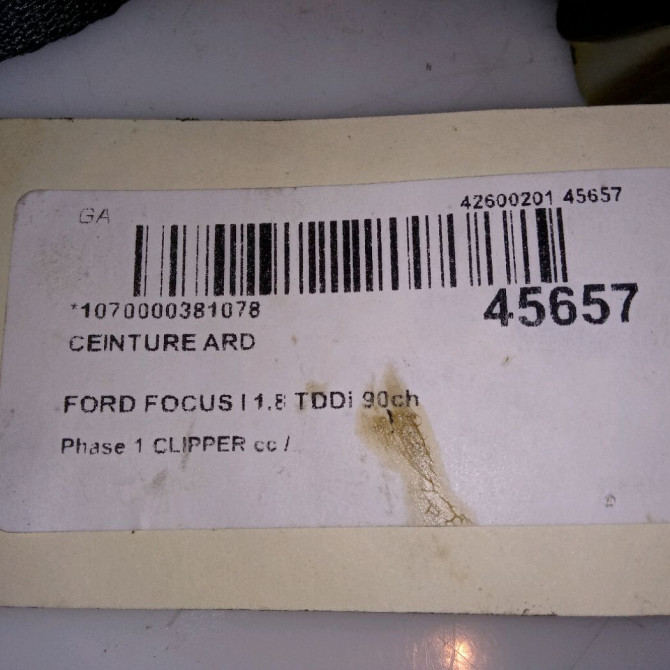 GA
42600201 45657
*1070000381078
45657
CEINTURE ARD
FORD FOCUS I 1.8 TDDi 90ch
Phase 1 CLIPPER cc /